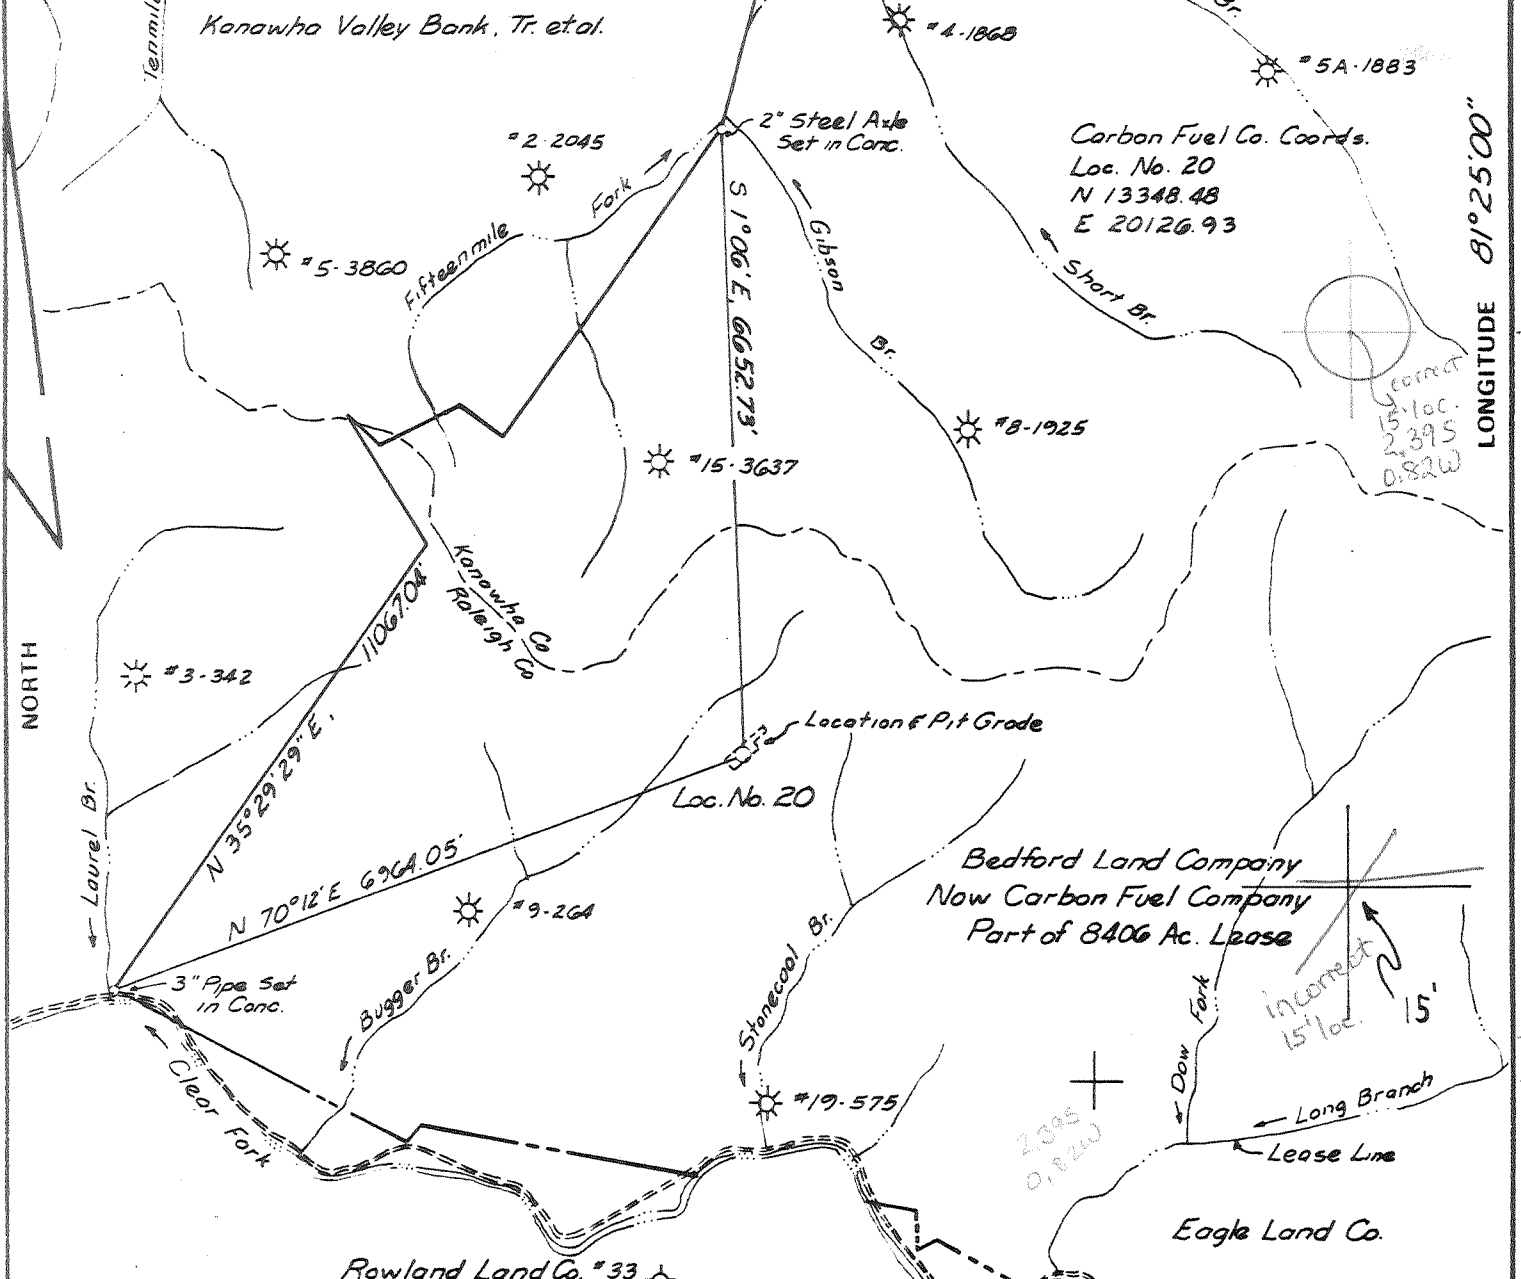 Tenmile
Kanawha Valley Bank, Tr. et al.
Br.
#4-1868
#5A-1883
#2-2045
2" Steel Axle
Set in Conc.
Carbon Fuel Co. Coords.
Loc. No. 20
N 13348.48
E 20126.93
LONGITUDE 81°25'00"
Fifteenmile Fork
#5-3860
S 1°06' E, 6652.73'
Gibson Br.
Short Br.
correct
15' loc.
2.39 S
0.82 W
#8-1925
#15-3637
Kanawha Co
Raleigh Co
NORTH
#3-342
N 35°29'29" E, 11067.04'
Location & Pit Grade
Loc. No. 20
Laurel Br.
N 70°12' E 6964.05'
#9-264
Bedford Land Company
Now Carbon Fuel Company
Part of 8406 Ac. Lease
3" Pipe Set
in Conc.
Bugger Br.
Stonecoal Br.
Dow Fork
incorrect
15' loc.
15'
Clear Fork
#19-575
2.39 S
0.82 W
Long Branch
Lease Line
Eagle Land Co.
Rowland Land Co. #33